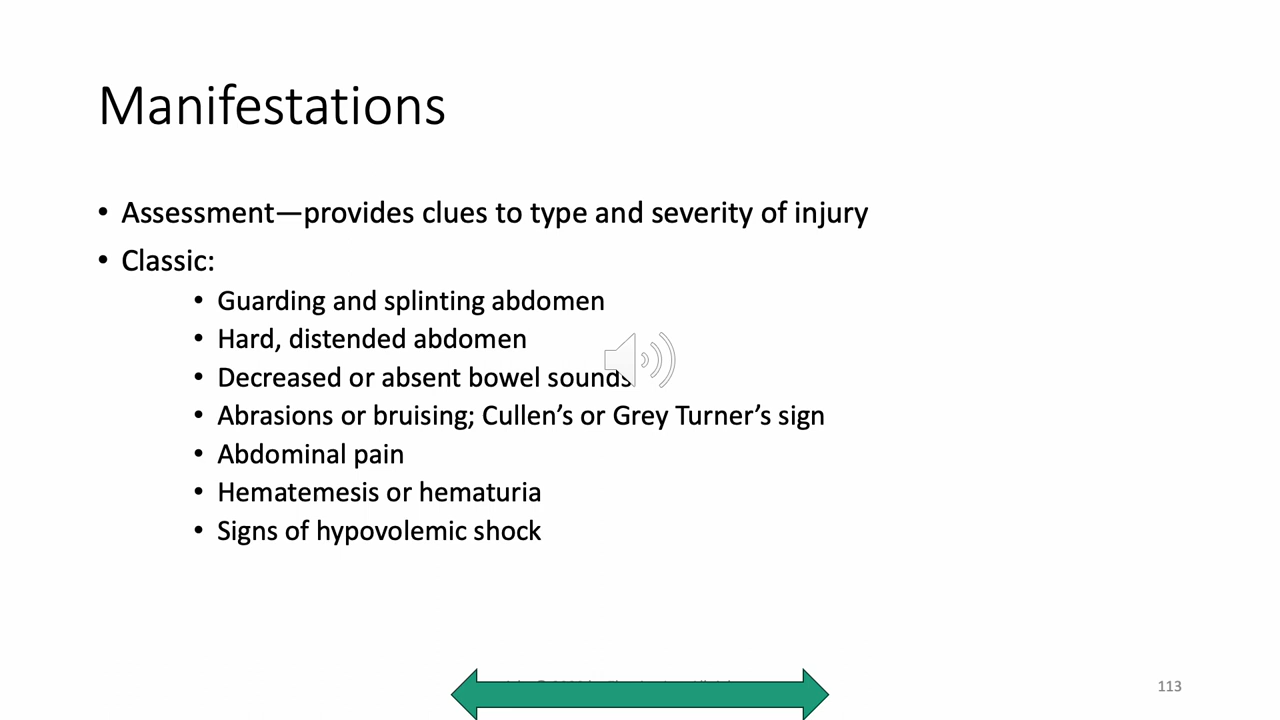 Manifestations
• Assessment—provides clues to type and severity of injury
• Classic:
• Guarding and splinting abdomen
• Hard, distended abdomen
• Decreased or absent bowel sounds
• Abrasions or bruising; Cullen’s or Grey Turner’s sign
• Abdominal pain
• Hematemesis or hematuria
• Signs of hypovolemic shock
113